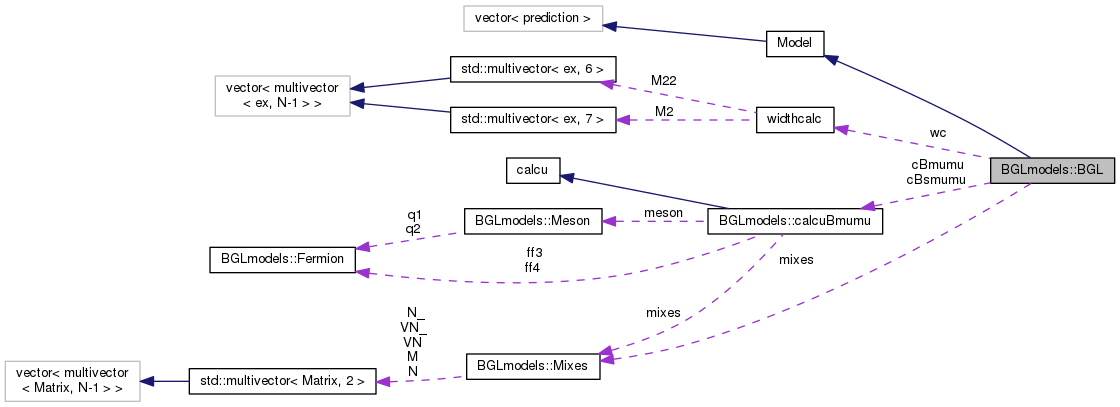 vector< prediction >
Model
std::multivector< ex, 6 >
M22
vector< multivector
< ex, N-1 > >
std::multivector< ex, 7 >
M2
widthcalc
wc
calcu
cBmumu
cBsmumu
BGLmodels::BGL
q1
q2
BGLmodels::Meson
meson
BGLmodels::calcuBmumu
BGLmodels::Fermion
ff3
ff4
mixes
mixes
N_
VN_
VN
M
N
BGLmodels::Mixes
vector< multivector
< Matrix, N-1 > >
std::multivector< Matrix, 2 >